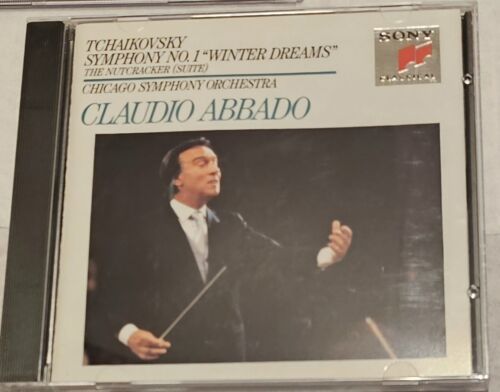 TCHAIKOVSKY
SYMPHONY NO. 1 "WINTER DREAMS"
THE NUTCRACKER (SUITE)
CHICAGO SYMPHONY ORCHESTRA
CLAUDIO ABBADO
SONY
CLASSICAL